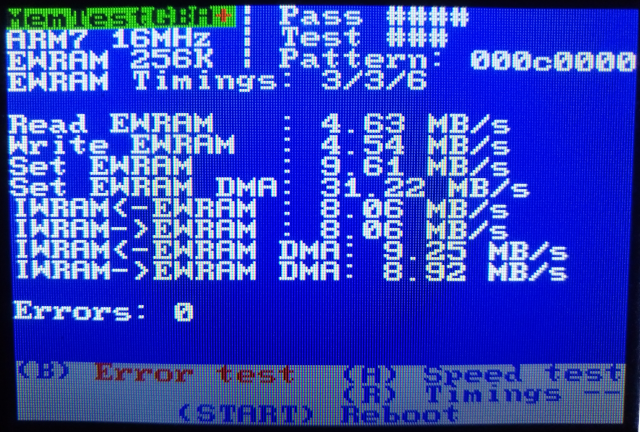 MemTestGBA+ | Pass ####
ARM7 16MHz | Test ###
EWRAM 256K | Pattern: 000c0000
EWRAM Timings: 3/3/6
Read EWRAM : 4.63 MB/s
Write EWRAM : 4.54 MB/s
Set EWRAM : 9.61 MB/s
Set EWRAM DMA: 31.22 MB/s
IWRAM<-EWRAM : 8.06 MB/s
IWRAM->EWRAM : 8.06 MB/s
IWRAM<-EWRAM DMA: 9.25 MB/s
IWRAM->EWRAM DMA: 8.92 MB/s
Errors: 0
(B) Error test (A) Speed test
(R) Timings --
(START) Reboot